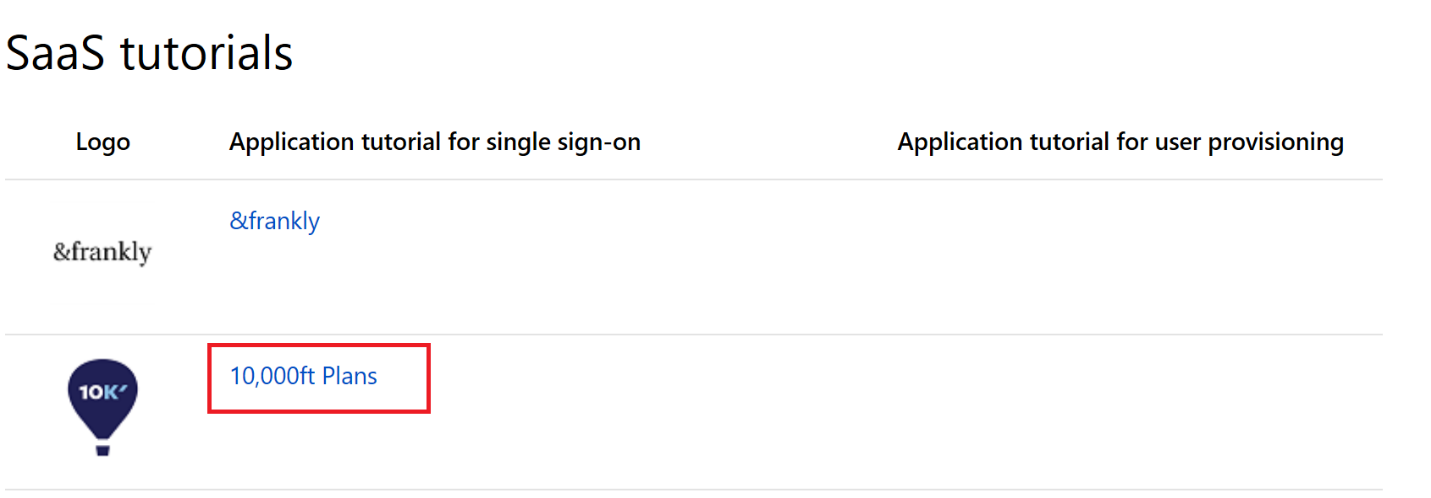 SaaS tutorials
Logo Application tutorial for single sign-on Application tutorial for user provisioning
&frankly
&frankly
10,000ft Plans
10K′